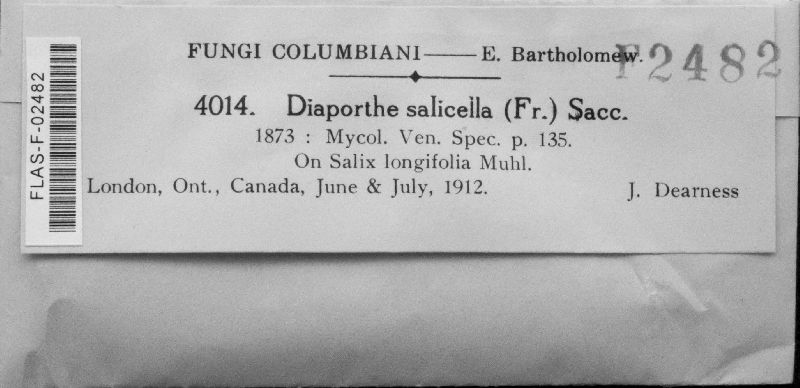 FUNGI COLUMBIANI—E. Bartholomew.
F2482
4014. Diaporthe salicella (Fr.) Sacc.
1873 : Mycol. Ven. Spec. p. 135.
On Salix longifolia Muhl.
London, Ont., Canada, June & July, 1912. J. Dearness
FLAS-F-02482